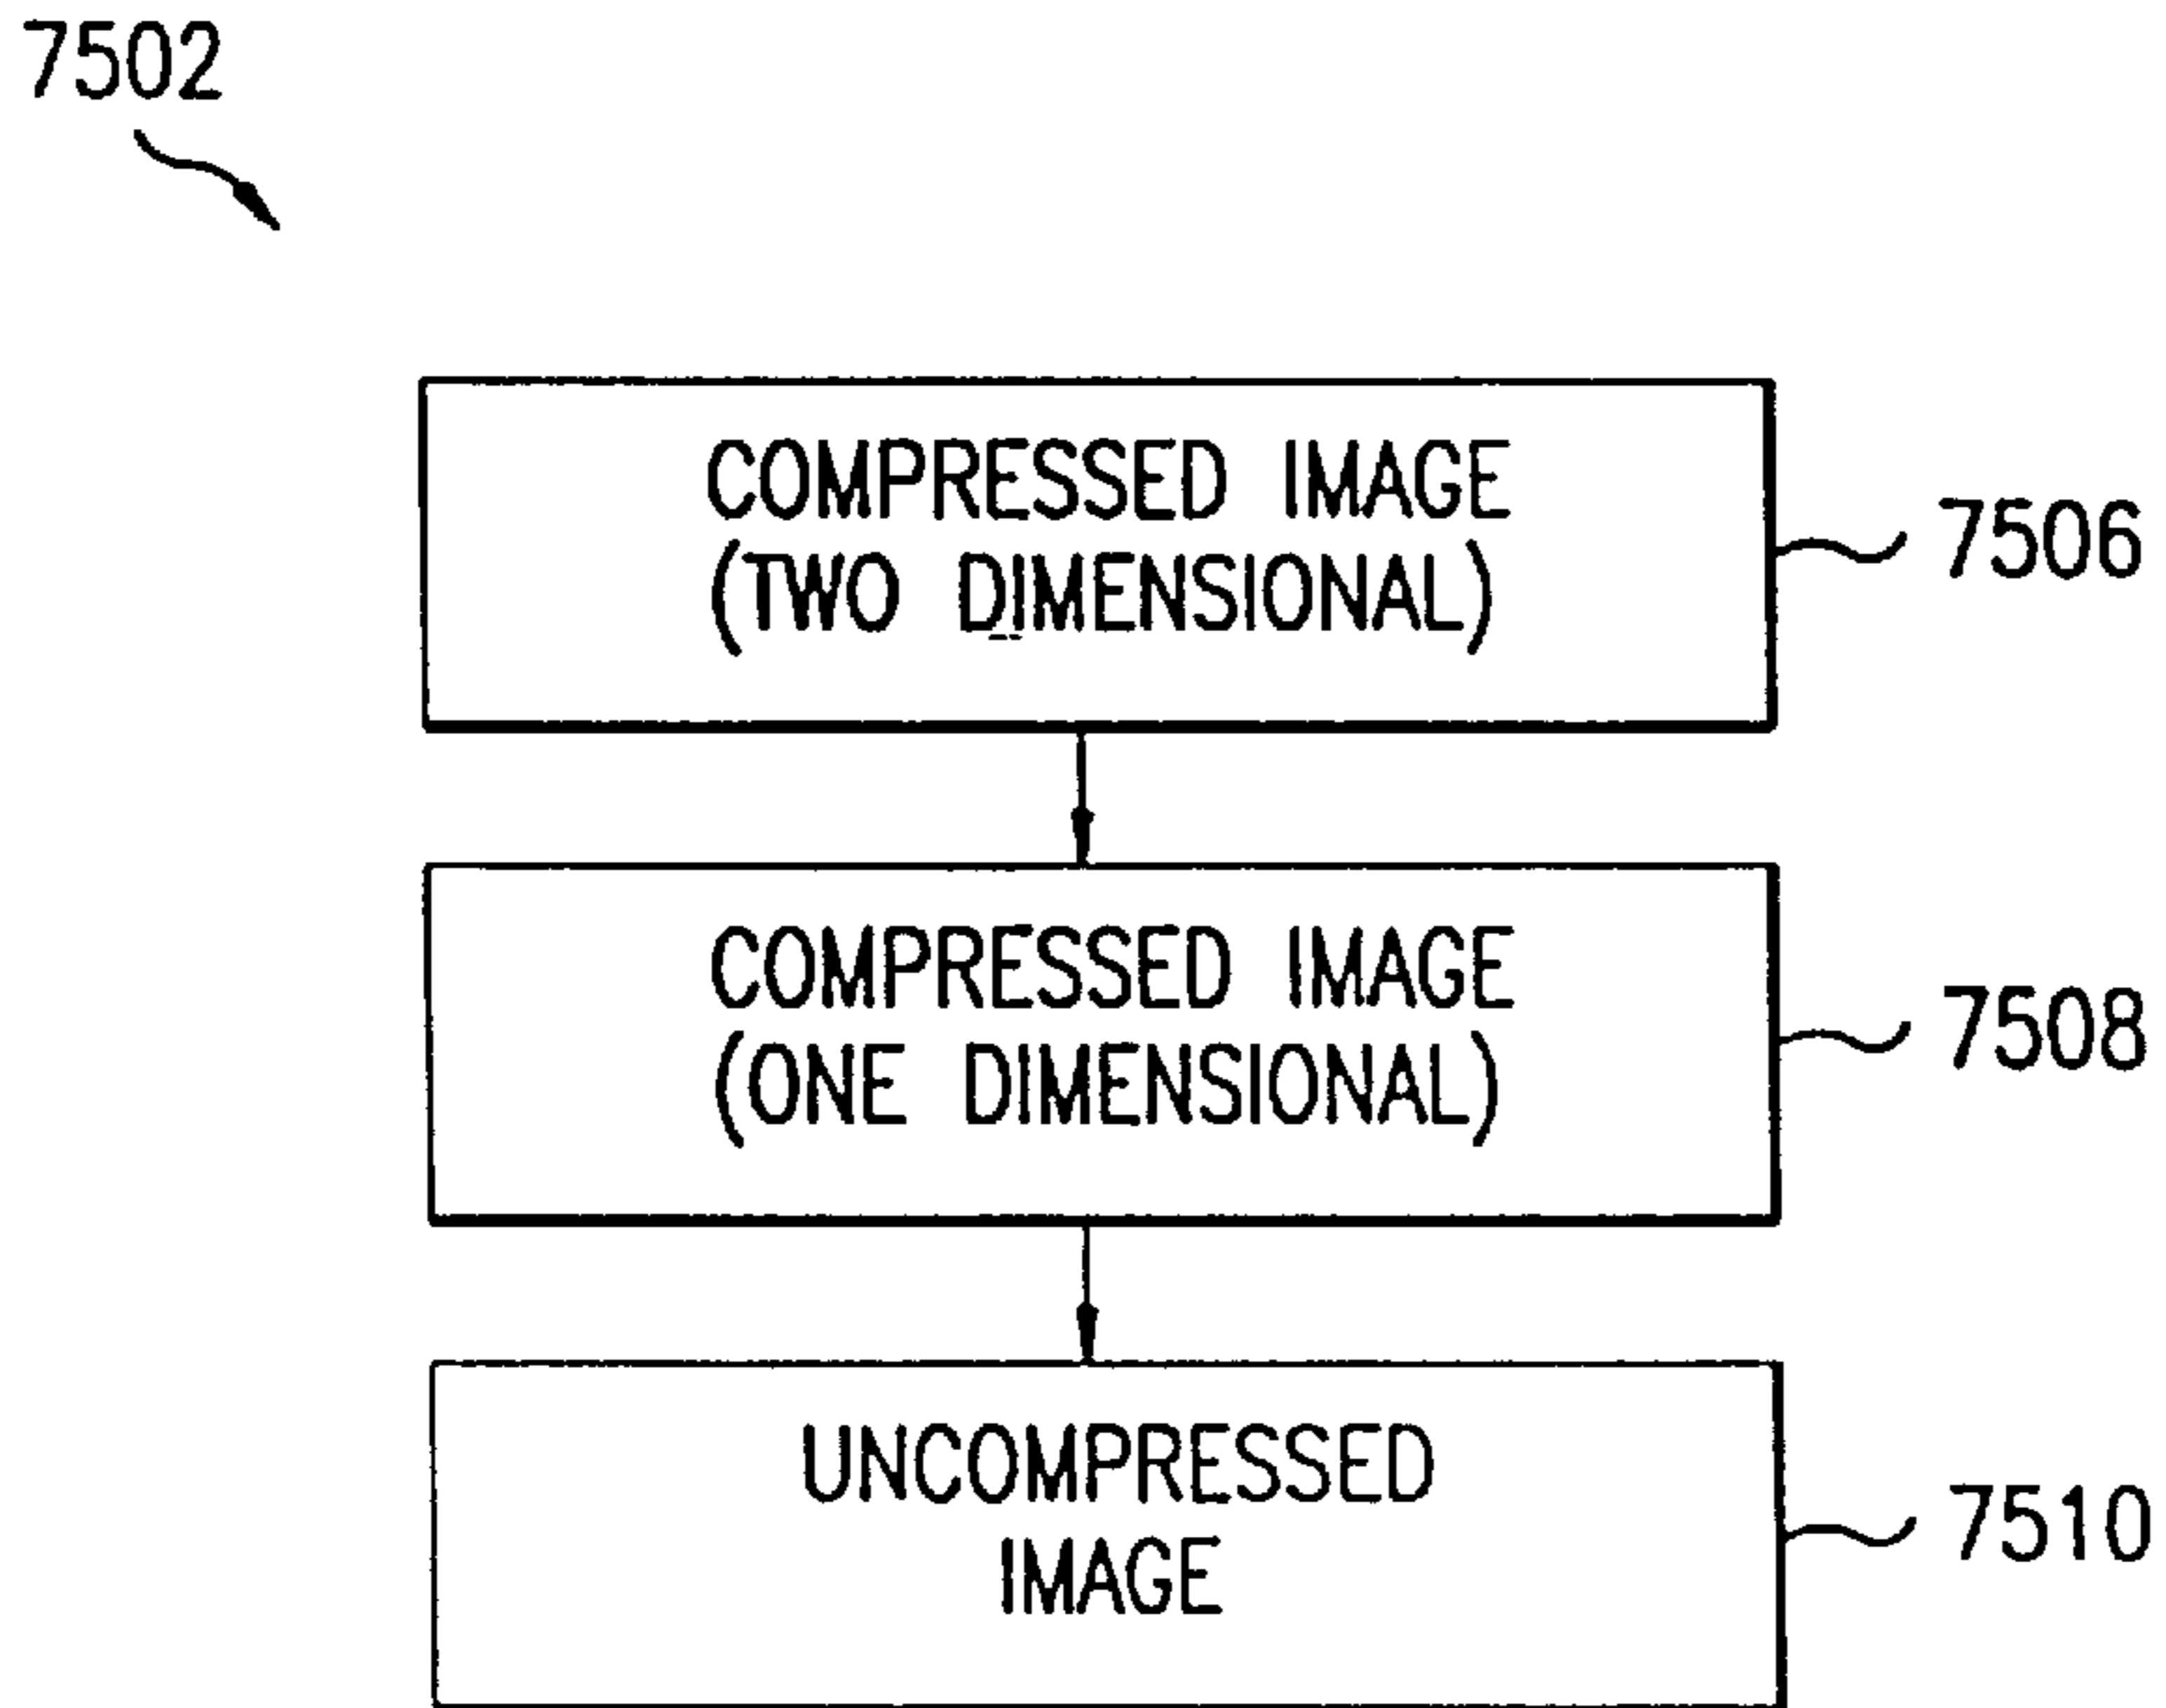 7502
COMPRESSED IMAGE
(TWO DIMENSIONAL)
7506
COMPRESSED IMAGE
(ONE DIMENSIONAL)
7508
UNCOMPRESSED
IMAGE
7510